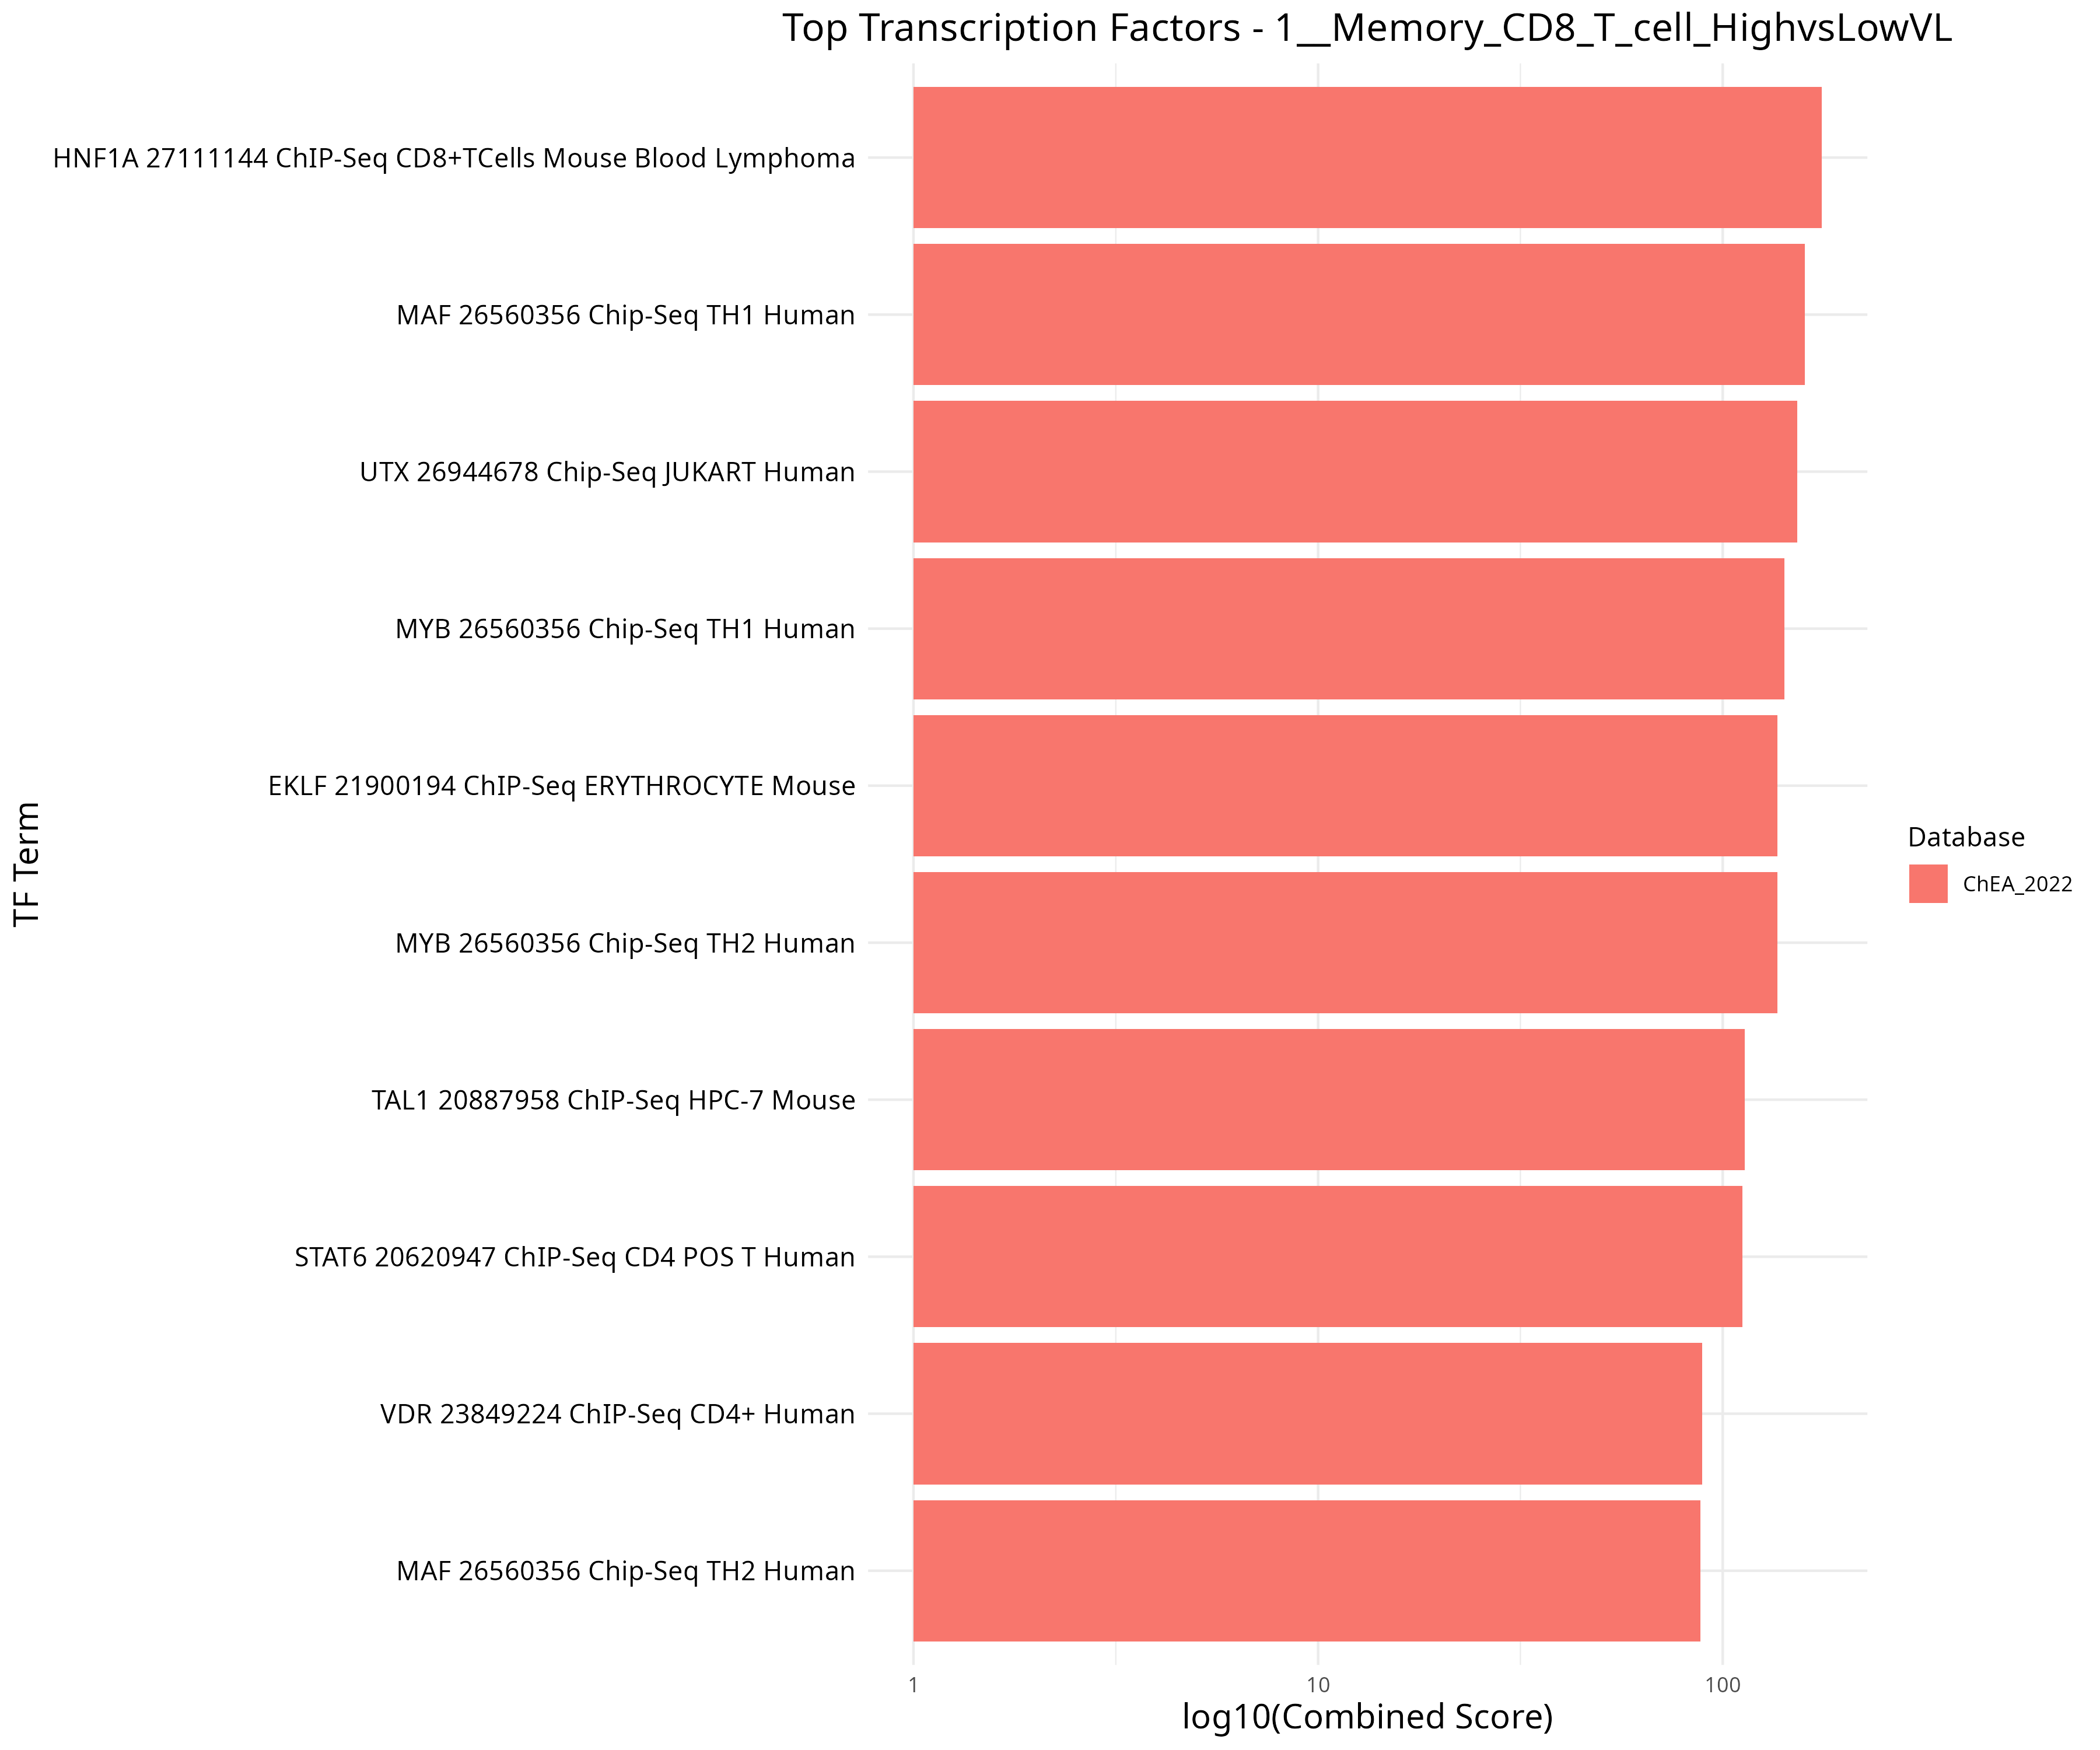 Top Transcription Factors - 1__Memory_CD8_T_cell_HighvsLowVL
HNF1A 27111144 ChIP-Seq CD8+TCells Mouse Blood Lymphoma
MAF 26560356 Chip-Seq TH1 Human
UTX 26944678 Chip-Seq JUKART Human
MYB 26560356 Chip-Seq TH1 Human
EKLF 21900194 ChIP-Seq ERYTHROCYTE Mouse
MYB 26560356 Chip-Seq TH2 Human
TAL1 20887958 ChIP-Seq HPC-7 Mouse
STAT6 20620947 ChIP-Seq CD4 POS T Human
VDR 23849224 ChIP-Seq CD4+ Human
MAF 26560356 Chip-Seq TH2 Human
TF Term
1 10 100
log10(Combined Score)
Database
ChEA_2022